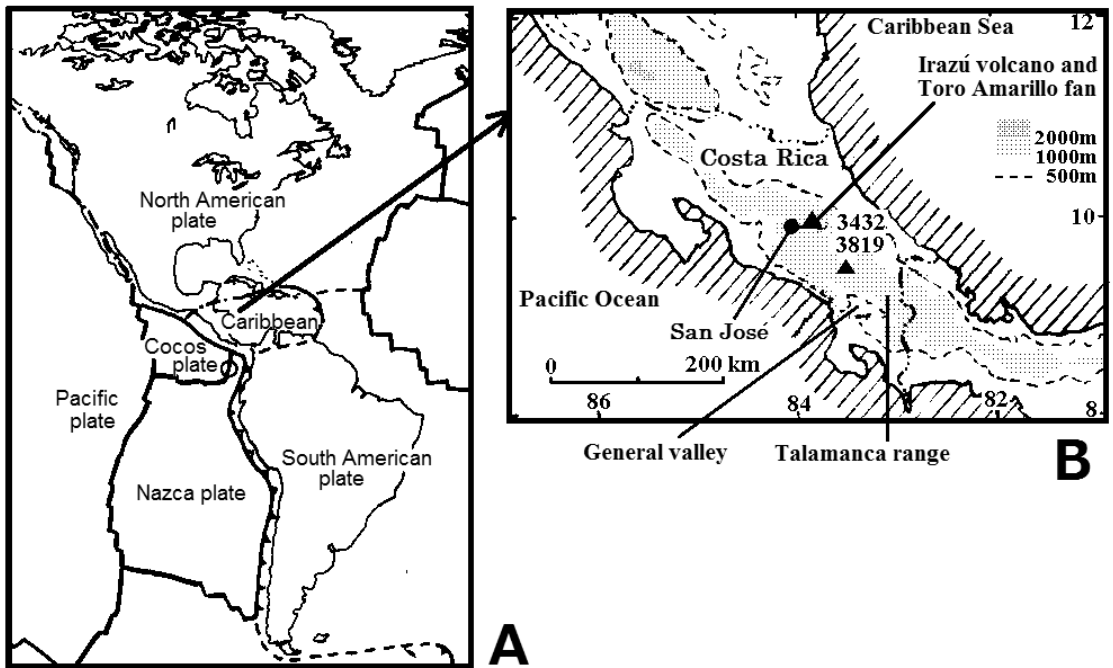 North American
plate
Caribbean
Cocos
plate
Pacific
plate
Nazca plate
South American
plate
A
Caribbean Sea
12
Irazú volcano and
Toro Amarillo fan
2000m
1000m
500m
Costa Rica
10
3432
3819
Pacific Ocean
San José
0
200 km
86
84
82
8
General valley
Talamanca range
B